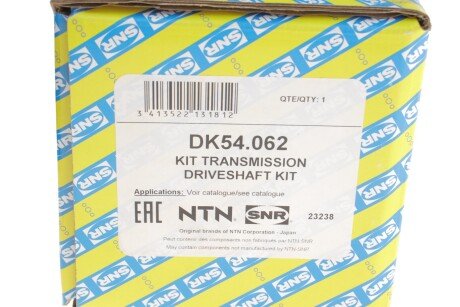 SNR
3 413522 131812
QTE/QTY: 1
DK54.062
KIT TRANSMISSION
DRIVESHAFT KIT
Applications: Voir catalogue/see catalogue
EAC NTN SNR 23238
Original brands of NTN Corporation - Japan
Peut contenir des composants non fabriqués par NTN-SNR
May contain components not manufactured by NTN-SNR.